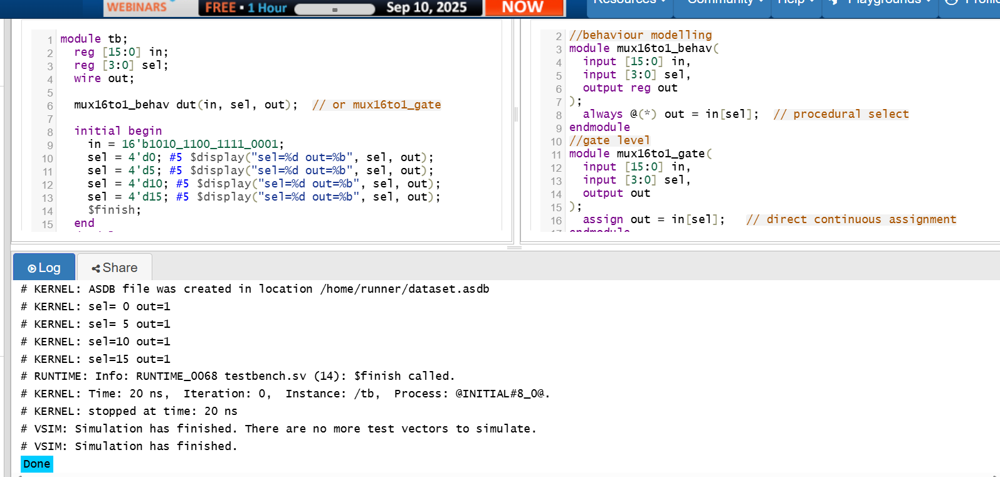 WEBINARS FREE • 1 Hour Sep 10, 2025 NOW
Resources Community Help Playgrounds
1 module tb;
2 reg [15:0] in;
3 reg [3:0] sel;
4 wire out;
5
6 mux16to1_behav dut(in, sel, out); // or mux16to1_gate
7
8 initial begin
9 in = 16'b1010_1100_1111_0001;
10 sel = 4'd0; #5 $display("sel=%d out=%b", sel, out);
11 sel = 4'd5; #5 $display("sel=%d out=%b", sel, out);
12 sel = 4'd10; #5 $display("sel=%d out=%b", sel, out);
13 sel = 4'd15; #5 $display("sel=%d out=%b", sel, out);
14 $finish;
15 end
2 //behaviour modelling
3 module mux16to1_behav(
4 input [15:0] in,
5 input [3:0] sel,
6 output reg out
7 );
8 always @(*) out = in[sel]; // procedural select
9 endmodule
10 //gate level
11 module mux16to1_gate(
12 input [15:0] in,
13 input [3:0] sel,
14 output out
15 );
16 assign out = in[sel]; // direct continuous assignment
17 endmodule
Log Share
# KERNEL: ASDB file was created in location /home/runner/dataset.asdb
# KERNEL: sel= 0 out=1
# KERNEL: sel= 5 out=1
# KERNEL: sel=10 out=1
# KERNEL: sel=15 out=1
# RUNTIME: Info: RUNTIME_0068 testbench.sv (14): $finish called.
# KERNEL: Time: 20 ns, Iteration: 0, Instance: /tb, Process: @INITIAL#8_0@.
# KERNEL: stopped at time: 20 ns
# VSIM: Simulation has finished. There are no more test vectors to simulate.
# VSIM: Simulation has finished.
Done